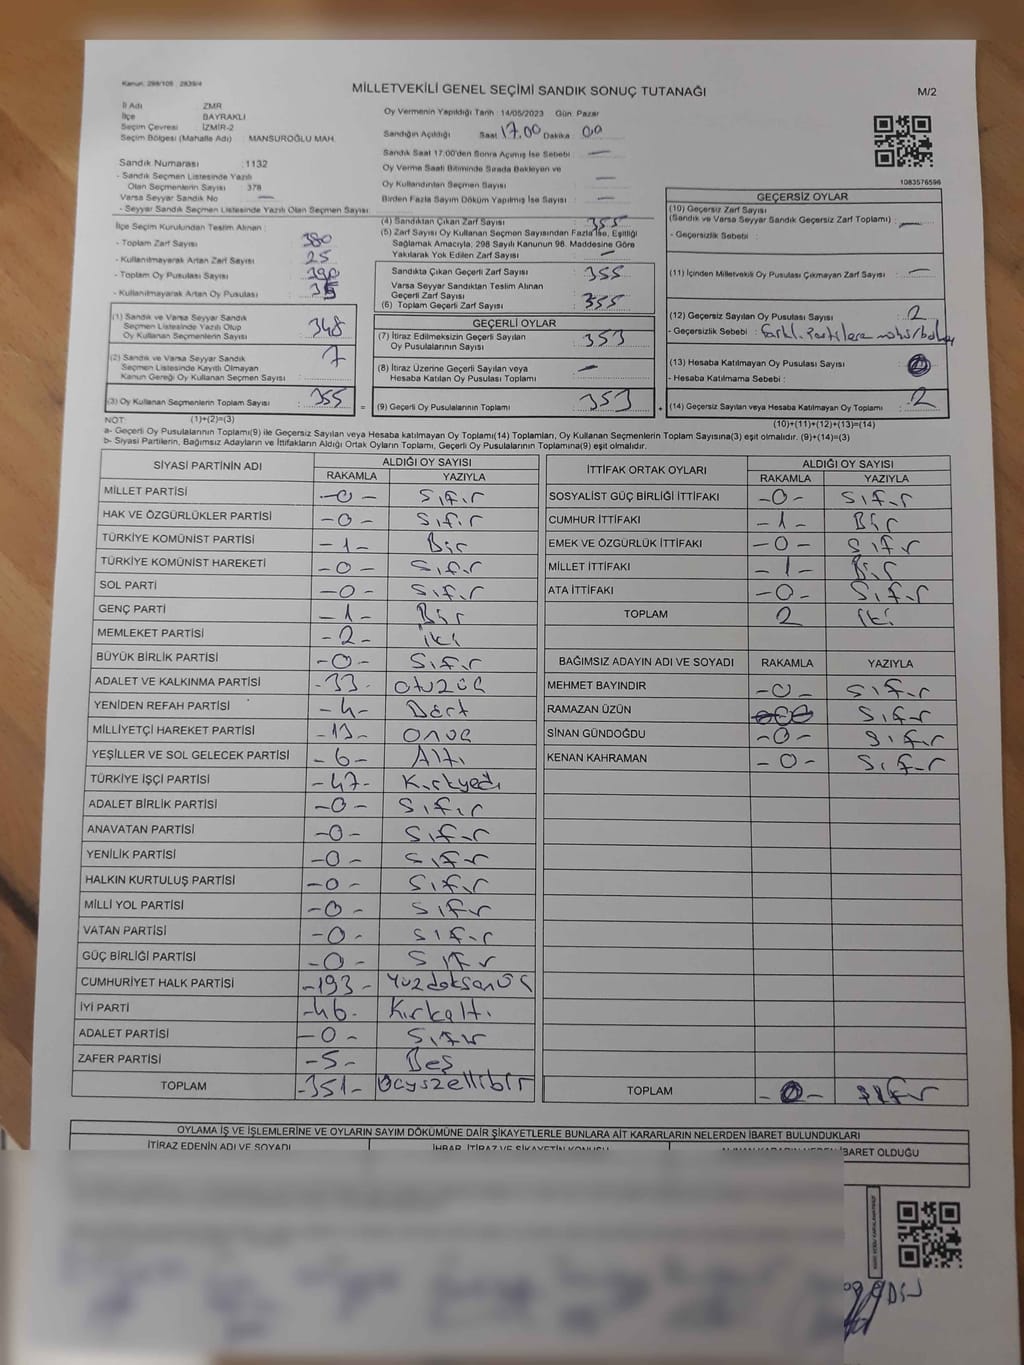 Kanun: 298/105 2839/4
MİLLETVEKİLİ GENEL SEÇİMİ SANDIK SONUÇ TUTANAĞI
M/2
İl Adı ZMR
İlçe BAYRAKLI
Seçim Çevresi İZMİR-2
Seçim Bölgesi (Mahalle Adı) MANSUROĞLU MAH.
Sandık Numarası : 1132
- Sandık Seçmen Listesinde Yazılı
Olan Seçmenlerin Sayısı 378
Varsa Seyyar Sandık No —
- Seyyar Sandık Seçmen Listesinde Yazılı Olan Seçmen Sayısı
Oy Vermenin Yapıldığı Tarih : 14/05/2023 Gün: Pazar
Sandığın Açıldığı Saat 17.00 Dakika 00
Sandık Saat 17:00'den Sonra Açılmış İse Sebebi : —
Oy Verme Saati Bitiminde Sırada Bekleyen ve
Oy Kullandırılan Seçmen Sayısı : —
Birden Fazla Sayım Döküm Yapılmış İse Sayısı : —
1083576596
İlçe Seçim Kurulundan Teslim Alınan :
- Toplam Zarf Sayısı : 380
- Kullanılmayarak Artan Zarf Sayısı : 25
- Toplam Oy Pusulası Sayısı : 390
- Kullanılmayarak Artan Oy Pusulası : 35
(1) Sandık ve Varsa Seyyar Sandık
Seçmen Listesinde Yazılı Olup
Oy Kullanan Seçmenlerin Sayısı : 348
(2) Sandık ve Varsa Seyyar Sandık
Seçmen Listesinde Kayıtlı Olmayan
Kanun Gereği Oy Kullanan Seçmen Sayısı : 7
(3) Oy Kullanan Seçmenlerin Toplam Sayısı : 355
(4) Sandıktan Çıkan Zarf Sayısı : 355
(5) Zarf Sayısı Oy Kullanan Seçmen Sayısından Fazla İse, Eşitliği
Sağlamak Amacıyla, 298 Sayılı Kanunun 98. Maddesine Göre
Yakılarak Yok Edilen Zarf Sayısı : —
Sandıkta Çıkan Geçerli Zarf Sayısı : 355
Varsa Seyyar Sandıktan Teslim Alınan
Geçerli Zarf Sayısı : —
(6) Toplam Geçerli Zarf Sayısı : 355
GEÇERLİ OYLAR
(7) İtiraz Edilmeksizin Geçerli Sayılan
Oy Pusulalarının Sayısı : 353
(8) İtiraz Üzerine Geçerli Sayılan veya
Hesaba Katılan Oy Pusulası Toplamı : —
= (9) Geçerli Oy Pusulalarının Toplamı : 353 +
GEÇERSİZ OYLAR
(10) Geçersiz Zarf Sayısı
(Sandık ve Varsa Seyyar Sandık Geçersiz Zarf Toplamı) : —
- Geçersizlik Sebebi :
(11) İçinden Milletvekili Oy Pusulası Çıkmayan Zarf Sayısı : —
(12) Geçersiz Sayılan Oy Pusulası Sayısı : 2
- Geçersizlik Sebebi : Farklı Partilere mühür
(13) Hesaba Katılmayan Oy Pusulası Sayısı :
- Hesaba Katılmama Sebebi :
(14) Geçersiz Sayılan veya Hesaba Katılmayan Oy Toplamı : 2
NOT: (1)+(2)=(3)
(10)+(11)+(12)+(13)=(14)
a- Geçerli Oy Pusulalarının Toplamı(9) ile Geçersiz Sayılan veya Hesaba katılmayan Oy Toplamı(14) Toplamları, Oy Kullanan Seçmenlerin Toplam Sayısına(3) eşit olmalıdır. (9)+(14)=(3)
b- Siyasi Partilerin, Bağımsız Adayların ve İttifakların Aldığı Ortak Oyların Toplamı, Geçerli Oy Pusulalarının Toplamına(9) eşit olmalıdır.
SİYASİ PARTİNİN ADI ALDIĞI OY SAYISI
RAKAMLA YAZIYLA
MİLLET PARTİSİ -0- Sıfır
HAK VE ÖZGÜRLÜKLER PARTİSİ -0- Sıfır
TÜRKİYE KOMÜNİST PARTİSİ -1- Bir
TÜRKİYE KOMÜNİST HAREKETİ -0- Sıfır
SOL PARTİ -0- Sıfır
GENÇ PARTİ -1- Bir
MEMLEKET PARTİSİ -2- iki
BÜYÜK BİRLİK PARTİSİ -0- Sıfır
ADALET VE KALKINMA PARTİSİ -33- Otuzüç
YENİDEN REFAH PARTİSİ -4- Dört
MİLLİYETÇİ HAREKET PARTİSİ -13- Onüç
YEŞİLLER VE SOL GELECEK PARTİSİ -6- Altı
TÜRKİYE İŞÇİ PARTİSİ -47- Kırkyedi
ADALET BİRLİK PARTİSİ -0- Sıfır
ANAVATAN PARTİSİ -0- Sıfır
YENİLİK PARTİSİ -0- Sıfır
HALKIN KURTULUŞ PARTİSİ -0- Sıfır
MİLLİ YOL PARTİSİ -0- Sıfır
VATAN PARTİSİ -0- Sıfır
GÜÇ BİRLİĞİ PARTİSİ -0- Sıfır
CUMHURİYET HALK PARTİSİ -193- Yüzdoksanüç
İYİ PARTİ -46- Kırkaltı
ADALET PARTİSİ -0- Sıfır
ZAFER PARTİSİ -5- Beş
TOPLAM -351- Üçyüzellibir
İTTİFAK ORTAK OYLARI ALDIĞI OY SAYISI
RAKAMLA YAZIYLA
SOSYALİST GÜÇ BİRLİĞİ İTTİFAKI -0- Sıfır
CUMHUR İTTİFAKI -1- Bir
EMEK VE ÖZGÜRLÜK İTTİFAKI -0- Sıfır
MİLLET İTTİFAKI -1- Bir
ATA İTTİFAKI -0- Sıfır
TOPLAM 2 iki
BAĞIMSIZ ADAYIN ADI VE SOYADI RAKAMLA YAZIYLA
MEHMET BAYINDIR -0- Sıfır
RAMAZAN ÜZÜN Sıfır
SİNAN GÜNDOĞDU -0- Sıfır
KENAN KAHRAMAN -0- Sıfır
TOPLAM -0- sıfır
OYLAMA İŞ VE İŞLEMLERİNE VE OYLARIN SAYIM DÖKÜMÜNE DAİR ŞİKAYETLERLE BUNLARA AİT KARARLARIN NELERDEN İBARET BULUNDUKLARI
İTİRAZ EDENİN ADI VE SOYADI İHBAR, İTİRAZ VE ŞİKAYETİN KONUSU ALINAN KARARIN NEDEN İBARET OLDUĞU